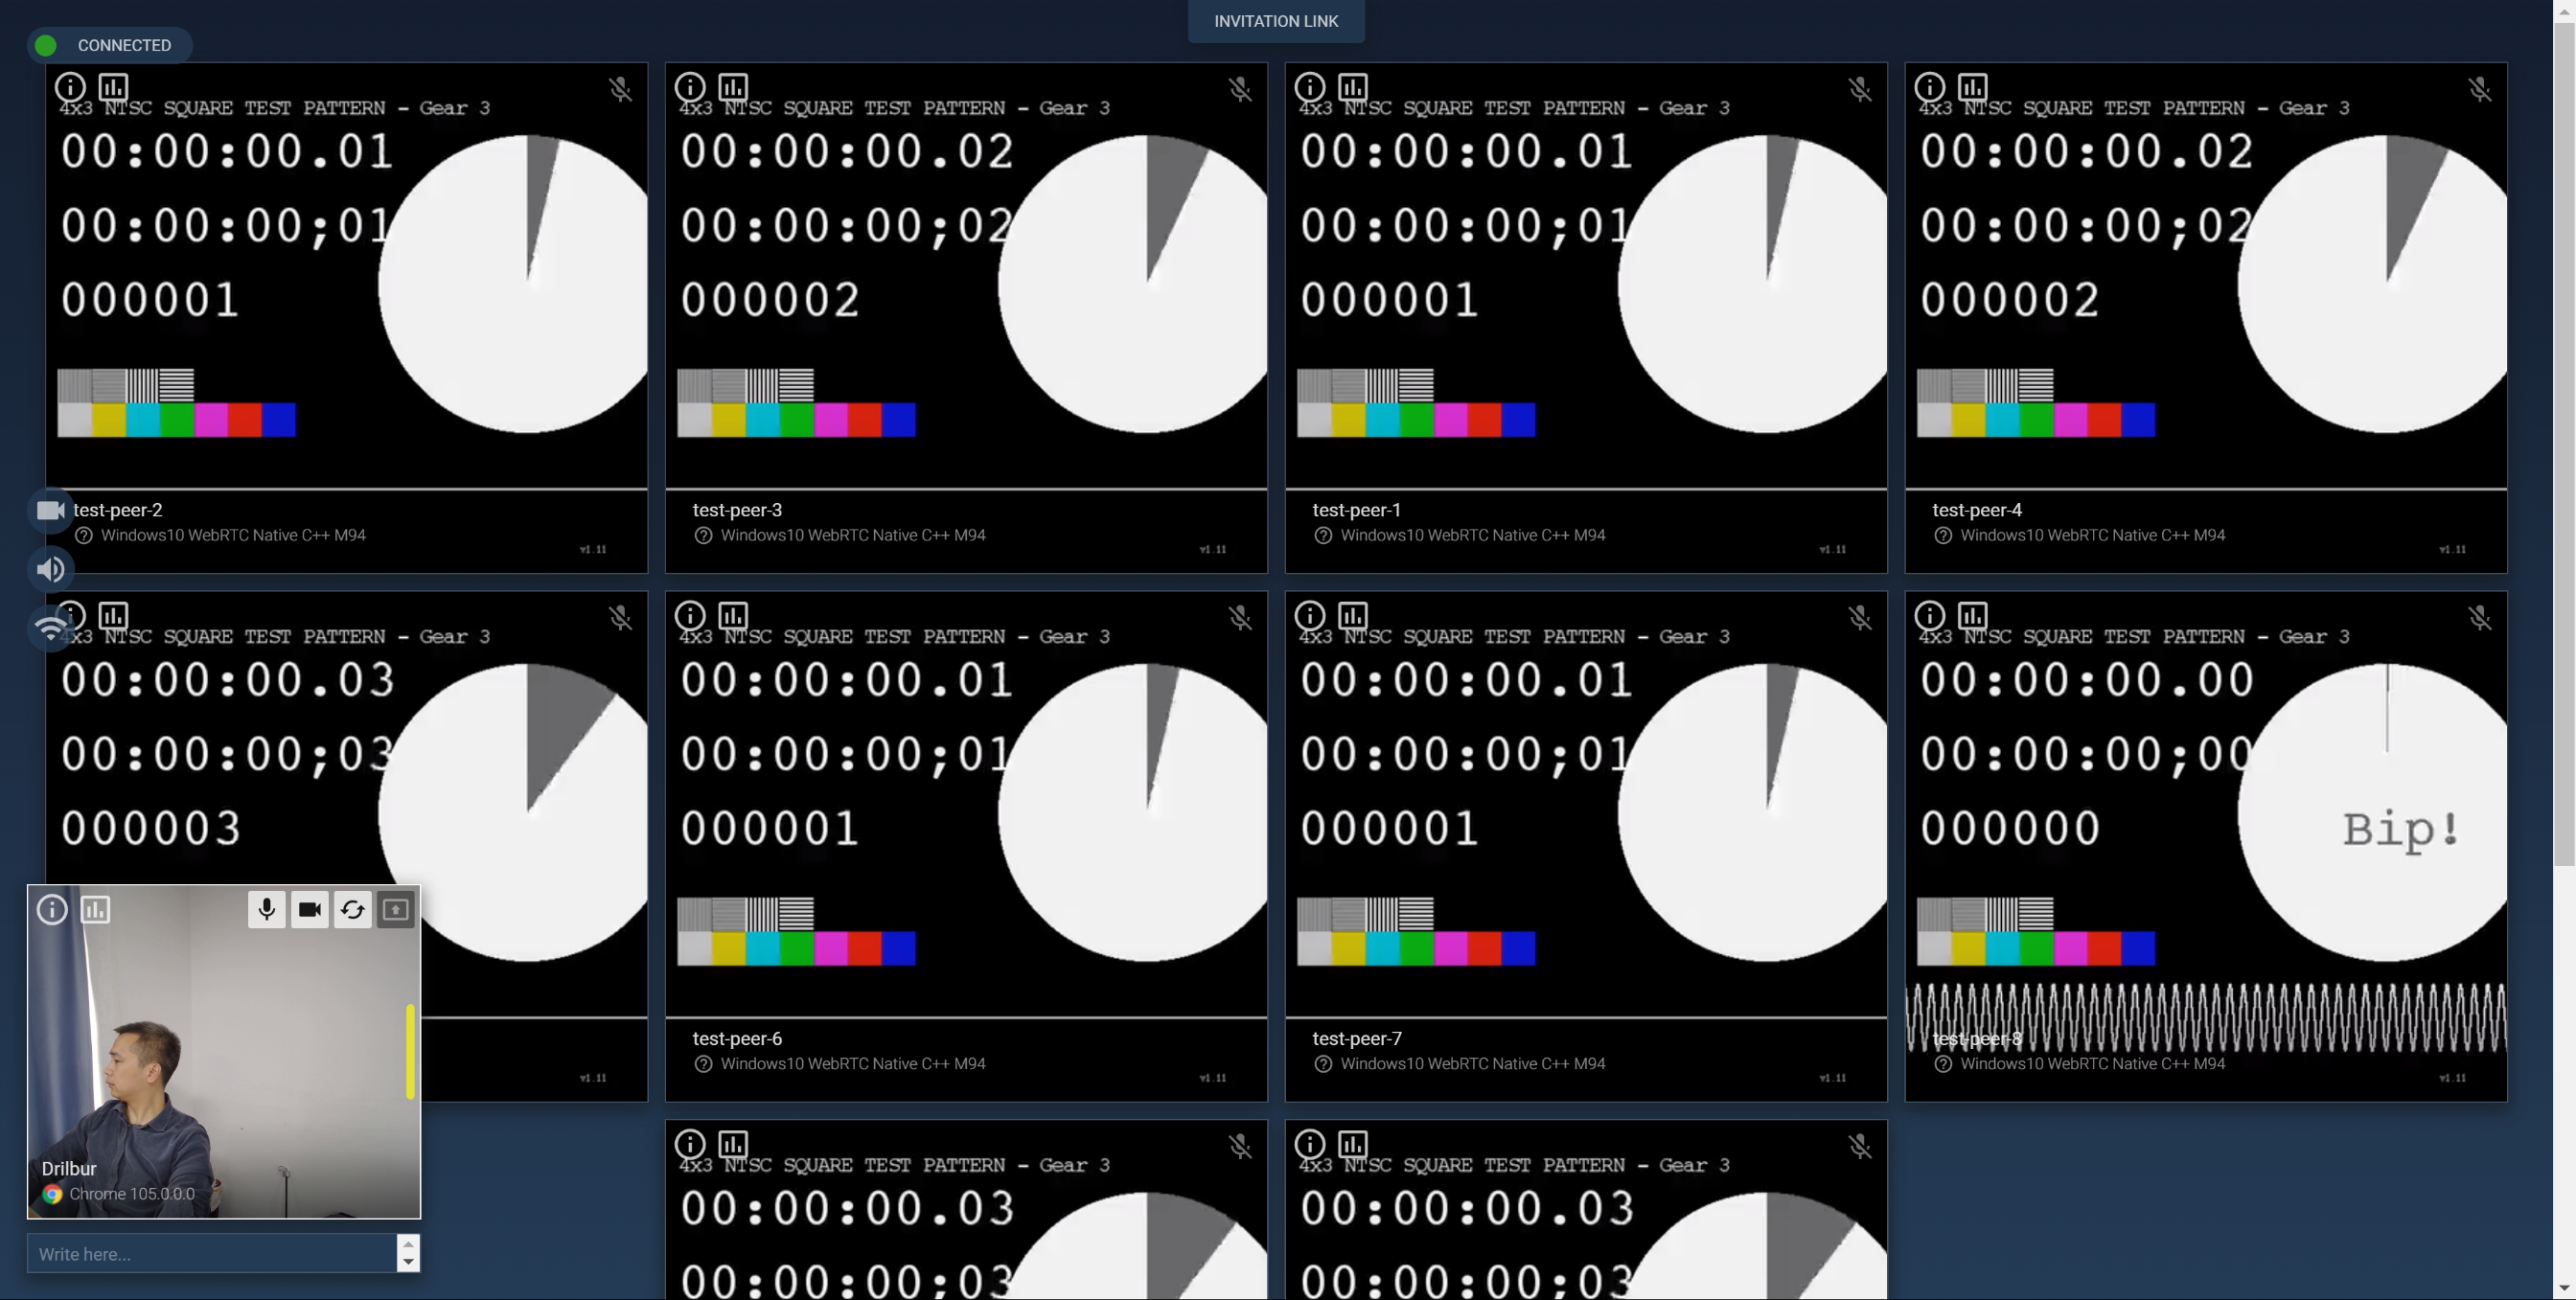 INVITATION LINK
CONNECTED
4x3 NTSC SQUARE TEST PATTERN - Gear 3
00:00:00.01
00:00:00;01
000001
test-peer-2
Windows10 WebRTC Native C++ M94
v1.11
4x3 NTSC SQUARE TEST PATTERN - Gear 3
00:00:00.02
00:00:00;02
000002
test-peer-3
Windows10 WebRTC Native C++ M94
v1.11
4x3 NTSC SQUARE TEST PATTERN - Gear 3
00:00:00.01
00:00:00;01
000001
test-peer-1
Windows10 WebRTC Native C++ M94
v1.11
4x3 NTSC SQUARE TEST PATTERN - Gear 3
00:00:00.02
00:00:00;02
000002
test-peer-4
Windows10 WebRTC Native C++ M94
v1.11
4x3 NTSC SQUARE TEST PATTERN - Gear 3
00:00:00.03
00:00:00;03
000003
v1.11
4x3 NTSC SQUARE TEST PATTERN - Gear 3
00:00:00.01
00:00:00;01
000001
test-peer-6
Windows10 WebRTC Native C++ M94
v1.11
4x3 NTSC SQUARE TEST PATTERN - Gear 3
00:00:00.01
00:00:00;01
000001
test-peer-7
Windows10 WebRTC Native C++ M94
v1.11
4x3 NTSC SQUARE TEST PATTERN - Gear 3
00:00:00.00
00:00:00;00
000000
Bip!
test-peer-8
Windows10 WebRTC Native C++ M94
v1.11
Drilbur
Chrome 105.0.0.0
Write here...
4x3 NTSC SQUARE TEST PATTERN - Gear 3
00:00:00.03
00:00:00;03
4x3 NTSC SQUARE TEST PATTERN - Gear 3
00:00:00.03
00:00:00;03